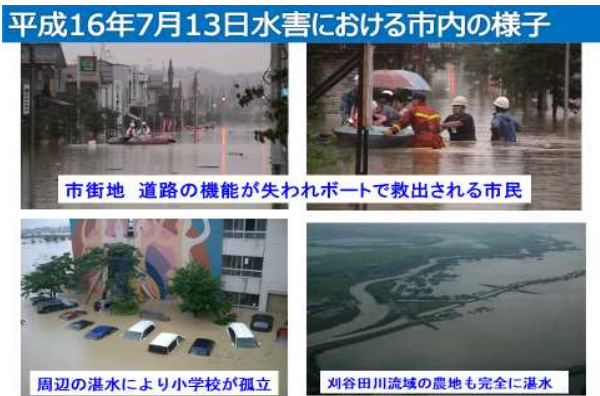 平成16年7月13日水害における市内の様子
市街地 道路の機能が失われボートで救出される市民
周辺の湛水により小学校が孤立
刈谷田川流域の農地も完全に湛水